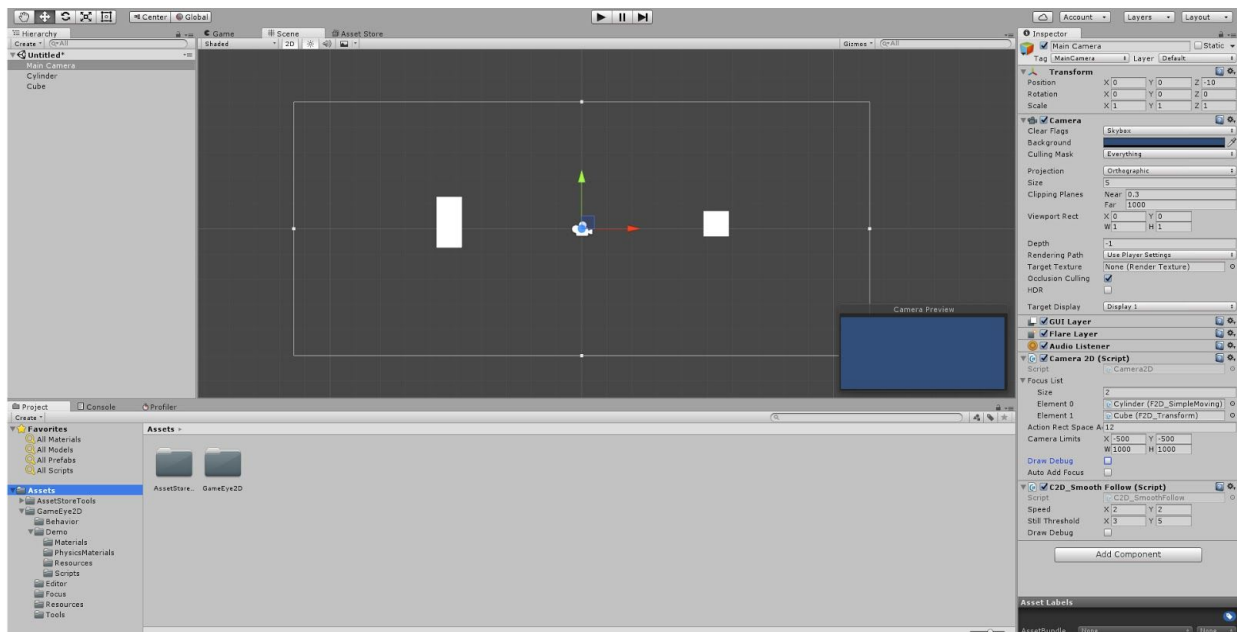 Center Global
Account Layers Layout
Hierarchy
Create All
Untitled*
Main Camera
Cylinder
Cube
Game Scene Asset Store
Shaded 2D Gizmos All
Camera Preview
Inspector
Main Camera Static
Tag MainCamera Layer Default
Transform
Position X 0 Y 0 Z -10
Rotation X 0 Y 0 Z 0
Scale X 1 Y 1 Z 1
Camera
Clear Flags Skybox
Background
Culling Mask Everything
Projection Orthographic
Size 5
Clipping Planes Near 0.3
Far 1000
Viewport Rect X 0 Y 0
W 1 H 1
Depth -1
Rendering Path Use Player Settings
Target Texture None (Render Texture)
Occlusion Culling
HDR
Target Display Display 1
GUI Layer
Flare Layer
Audio Listener
Camera 2D (Script)
Script Camera2D
Focus List
Size 2
Element 0 Cylinder (F2D_SimpleMoving)
Element 1 Cube (F2D_Transform)
Action Rect Space A 12
Camera Limits X -500 Y -500
W 1000 H 1000
Draw Debug
Auto Add Focus
C2D_Smooth Follow (Script)
Script C2D_SmoothFollow
Speed X 2 Y 2
Still Threshold X 3 Y 5
Draw Debug
Add Component
Asset Labels
AssetBundle None None
Project Console Profiler
Create
Favorites
All Materials
All Models
All Prefabs
All Scripts
Assets
AssetStoreTools
GameEye2D
Behavior
Demo
Materials
PhysicsMaterials
Resources
Scripts
Editor
Focus
Resources
Tools
Assets
AssetStore... GameEye2D